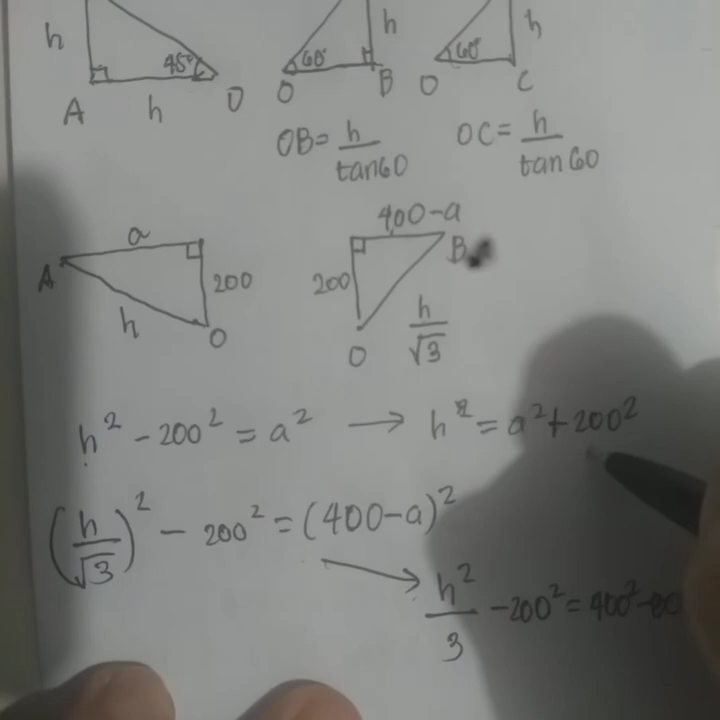 h 45° 60° h 60° h
A h O O B O C
OB = h/tan60 OC = h/tan60
a 400-a
A 200 200 B
h O O h/√3
h² - 200² = a² → h² = a² + 200²
(h/√3)² - 200² = (400-a)²
→ h²/3 - 200² = 400² -